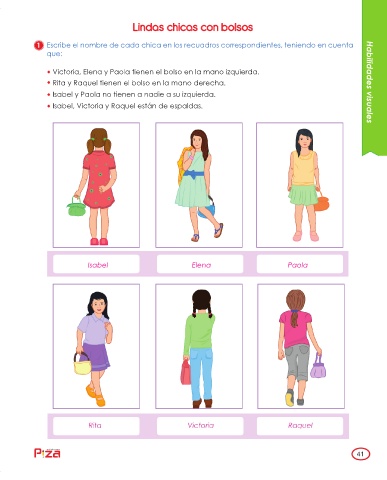 Lindas chicas con bolsos
1 Escribe el nombre de cada chica en los recuadros correspondientes, teniendo en cuenta
que:
• Victoria, Elena y Paola tienen el bolso en la mano izquierda.
• Rita y Raquel tienen el bolso en la mano derecha.
• Isabel y Paola no tienen a nadie a su izquierda.
• Isabel, Victoria y Raquel están de espaldas.
Habilidades visuales
Isabel
Elena
Paola
Rita
Victoria
Raquel
P:za
41